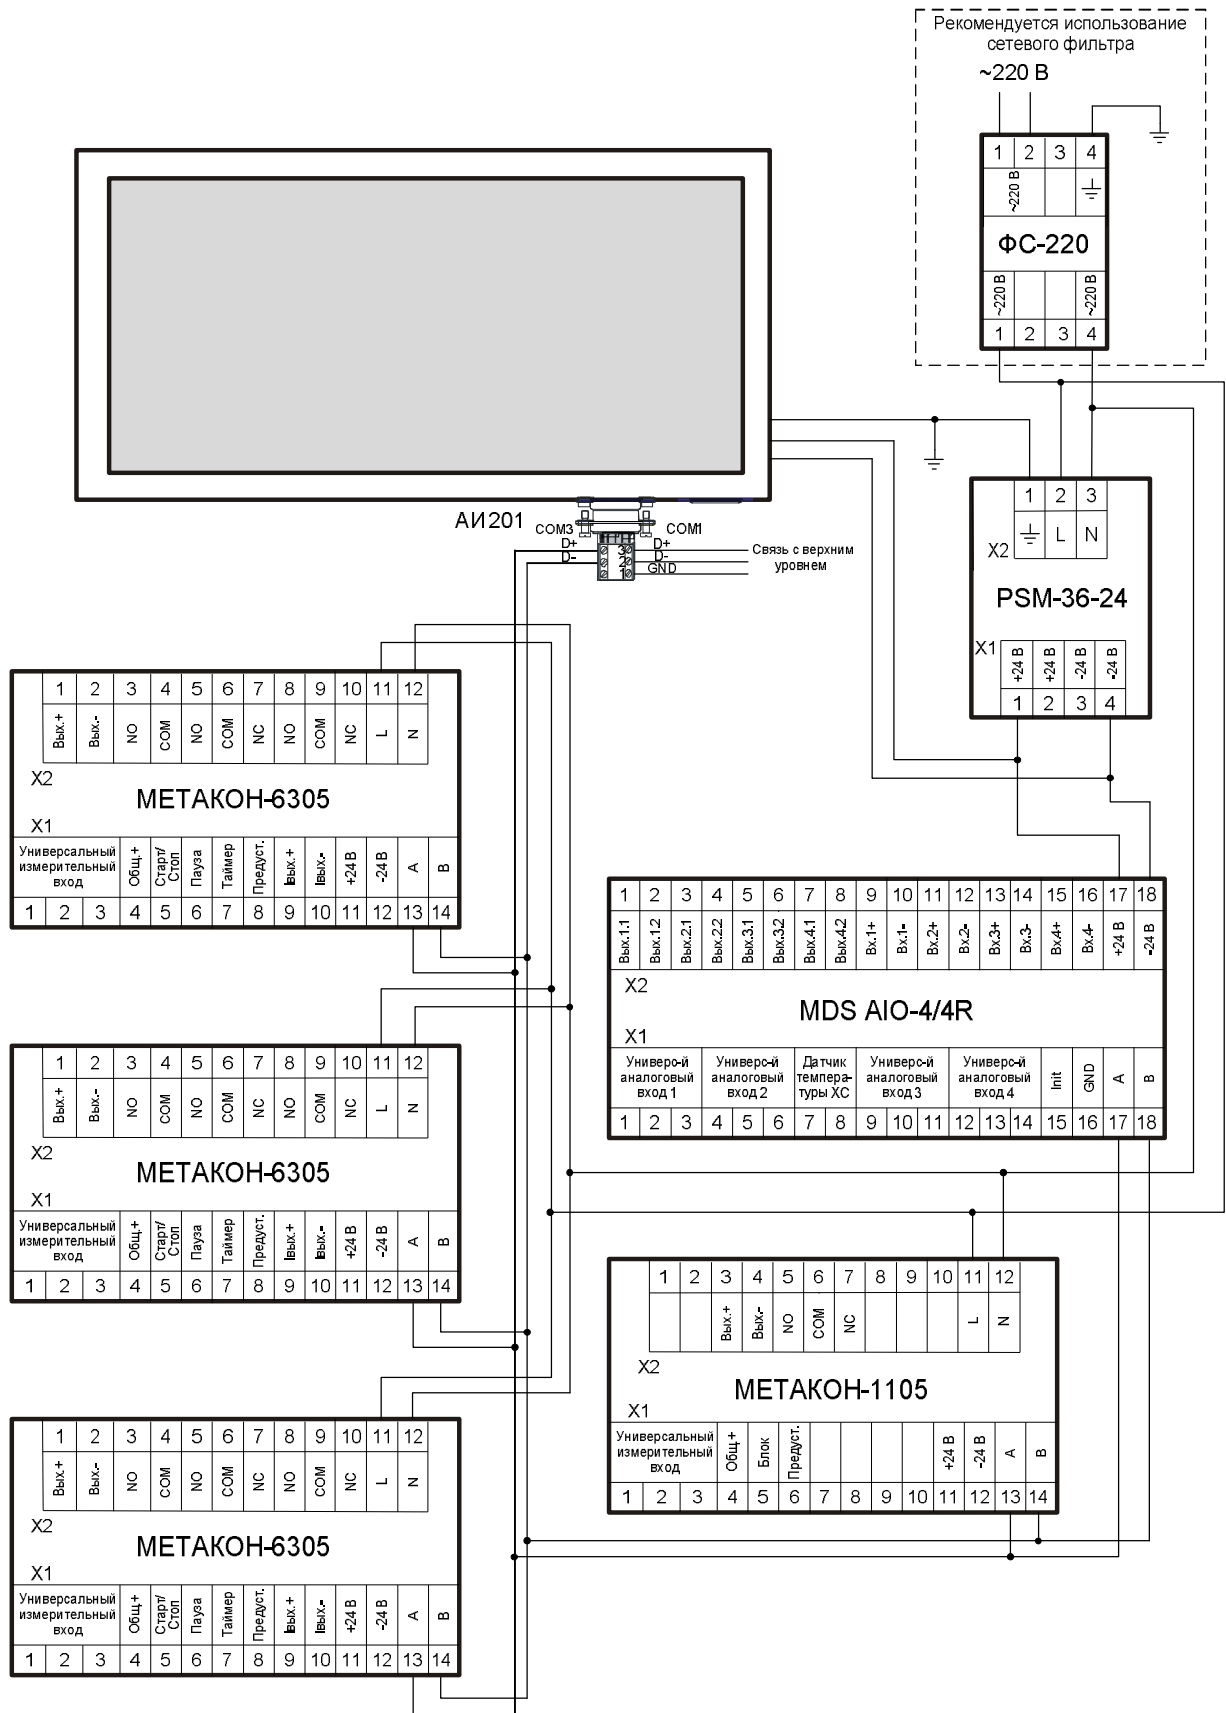 Рекомендуется использование
сетевого фильтра
~220 В
1 2 3 4
~220 В
ФС-220
~220 В ~220 В
1 2 3 4
АИ201
COM3 COM1
D+ 3 D+
D- 2 D-
1 GND
Связь с верхним
уровнем
1 2 3
L N
X2
PSM-36-24
X1
+24 В +24 В -24 В -24 В
1 2 3 4
1 2 3 4 5 6 7 8 9 10 11 12
Вых.+ Вых.- NO COM NO COM NC NO COM NC L N
X2
МЕТАКОН-6305
X1
Универсальный
измерительный
вход
Общ.+ Старт/
Стоп Пауза Таймер Предуст. Iвых.+ Iвых.- +24 В -24 В A B
1 2 3 4 5 6 7 8 9 10 11 12 13 14
1 2 3 4 5 6 7 8 9 10 11 12 13 14 15 16 17 18
Вых.1.1 Вых.1.2 Вых.2.1 Вых.2.2 Вых.3.1 Вых.3.2 Вых.4.1 Вых.4.2 Вх.1+ Вх.1- Вх.2+ Вх.2- Вх.3+ Вх.3- Вх.4+ Вх.4- +24 В -24 В
X2
MDS AIO-4/4R
X1
Универс-й
аналоговый
вход 1
Универс-й
аналоговый
вход 2
Датчик
темпера-
туры ХС
Универс-й
аналоговый
вход 3
Универс-й
аналоговый
вход 4
Init GND A B
1 2 3 4 5 6 7 8 9 10 11 12 13 14 15 16 17 18
1 2 3 4 5 6 7 8 9 10 11 12
Вых.+ Вых.- NO COM NO COM NC NO COM NC L N
X2
МЕТАКОН-6305
X1
Универсальный
измерительный
вход
Общ.+ Старт/
Стоп Пауза Таймер Предуст. Iвых.+ Iвых.- +24 В -24 В A B
1 2 3 4 5 6 7 8 9 10 11 12 13 14
1 2 3 4 5 6 7 8 9 10 11 12
Вых.+ Вых.- NO COM NC L N
X2
МЕТАКОН-1105
X1
Универсальный
измерительный
вход
Общ.+ Блок Предуст. +24 В -24 В A B
1 2 3 4 5 6 7 8 9 10 11 12 13 14
1 2 3 4 5 6 7 8 9 10 11 12
Вых.+ Вых.- NO COM NO COM NC NO COM NC L N
X2
МЕТАКОН-6305
X1
Универсальный
измерительный
вход
Общ.+ Старт/
Стоп Пауза Таймер Предуст. Iвых.+ Iвых.- +24 В -24 В A B
1 2 3 4 5 6 7 8 9 10 11 12 13 14